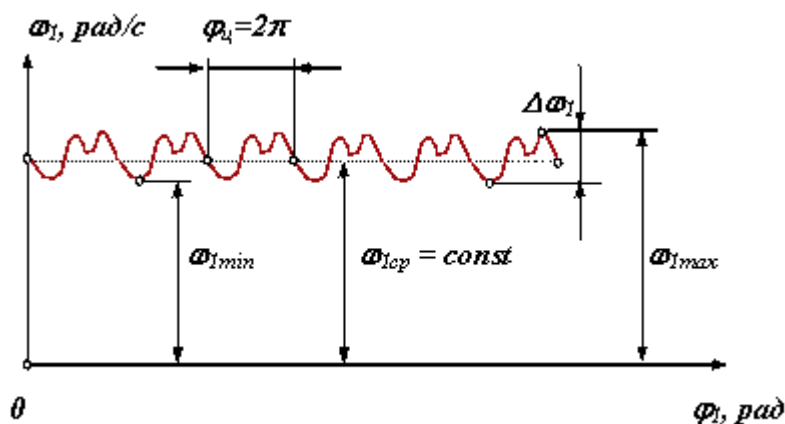 ω₁, рад/с
φц=2π
Δω₁
ω₁min
ω₁ср = const
ω₁max
0
φ₁, рад